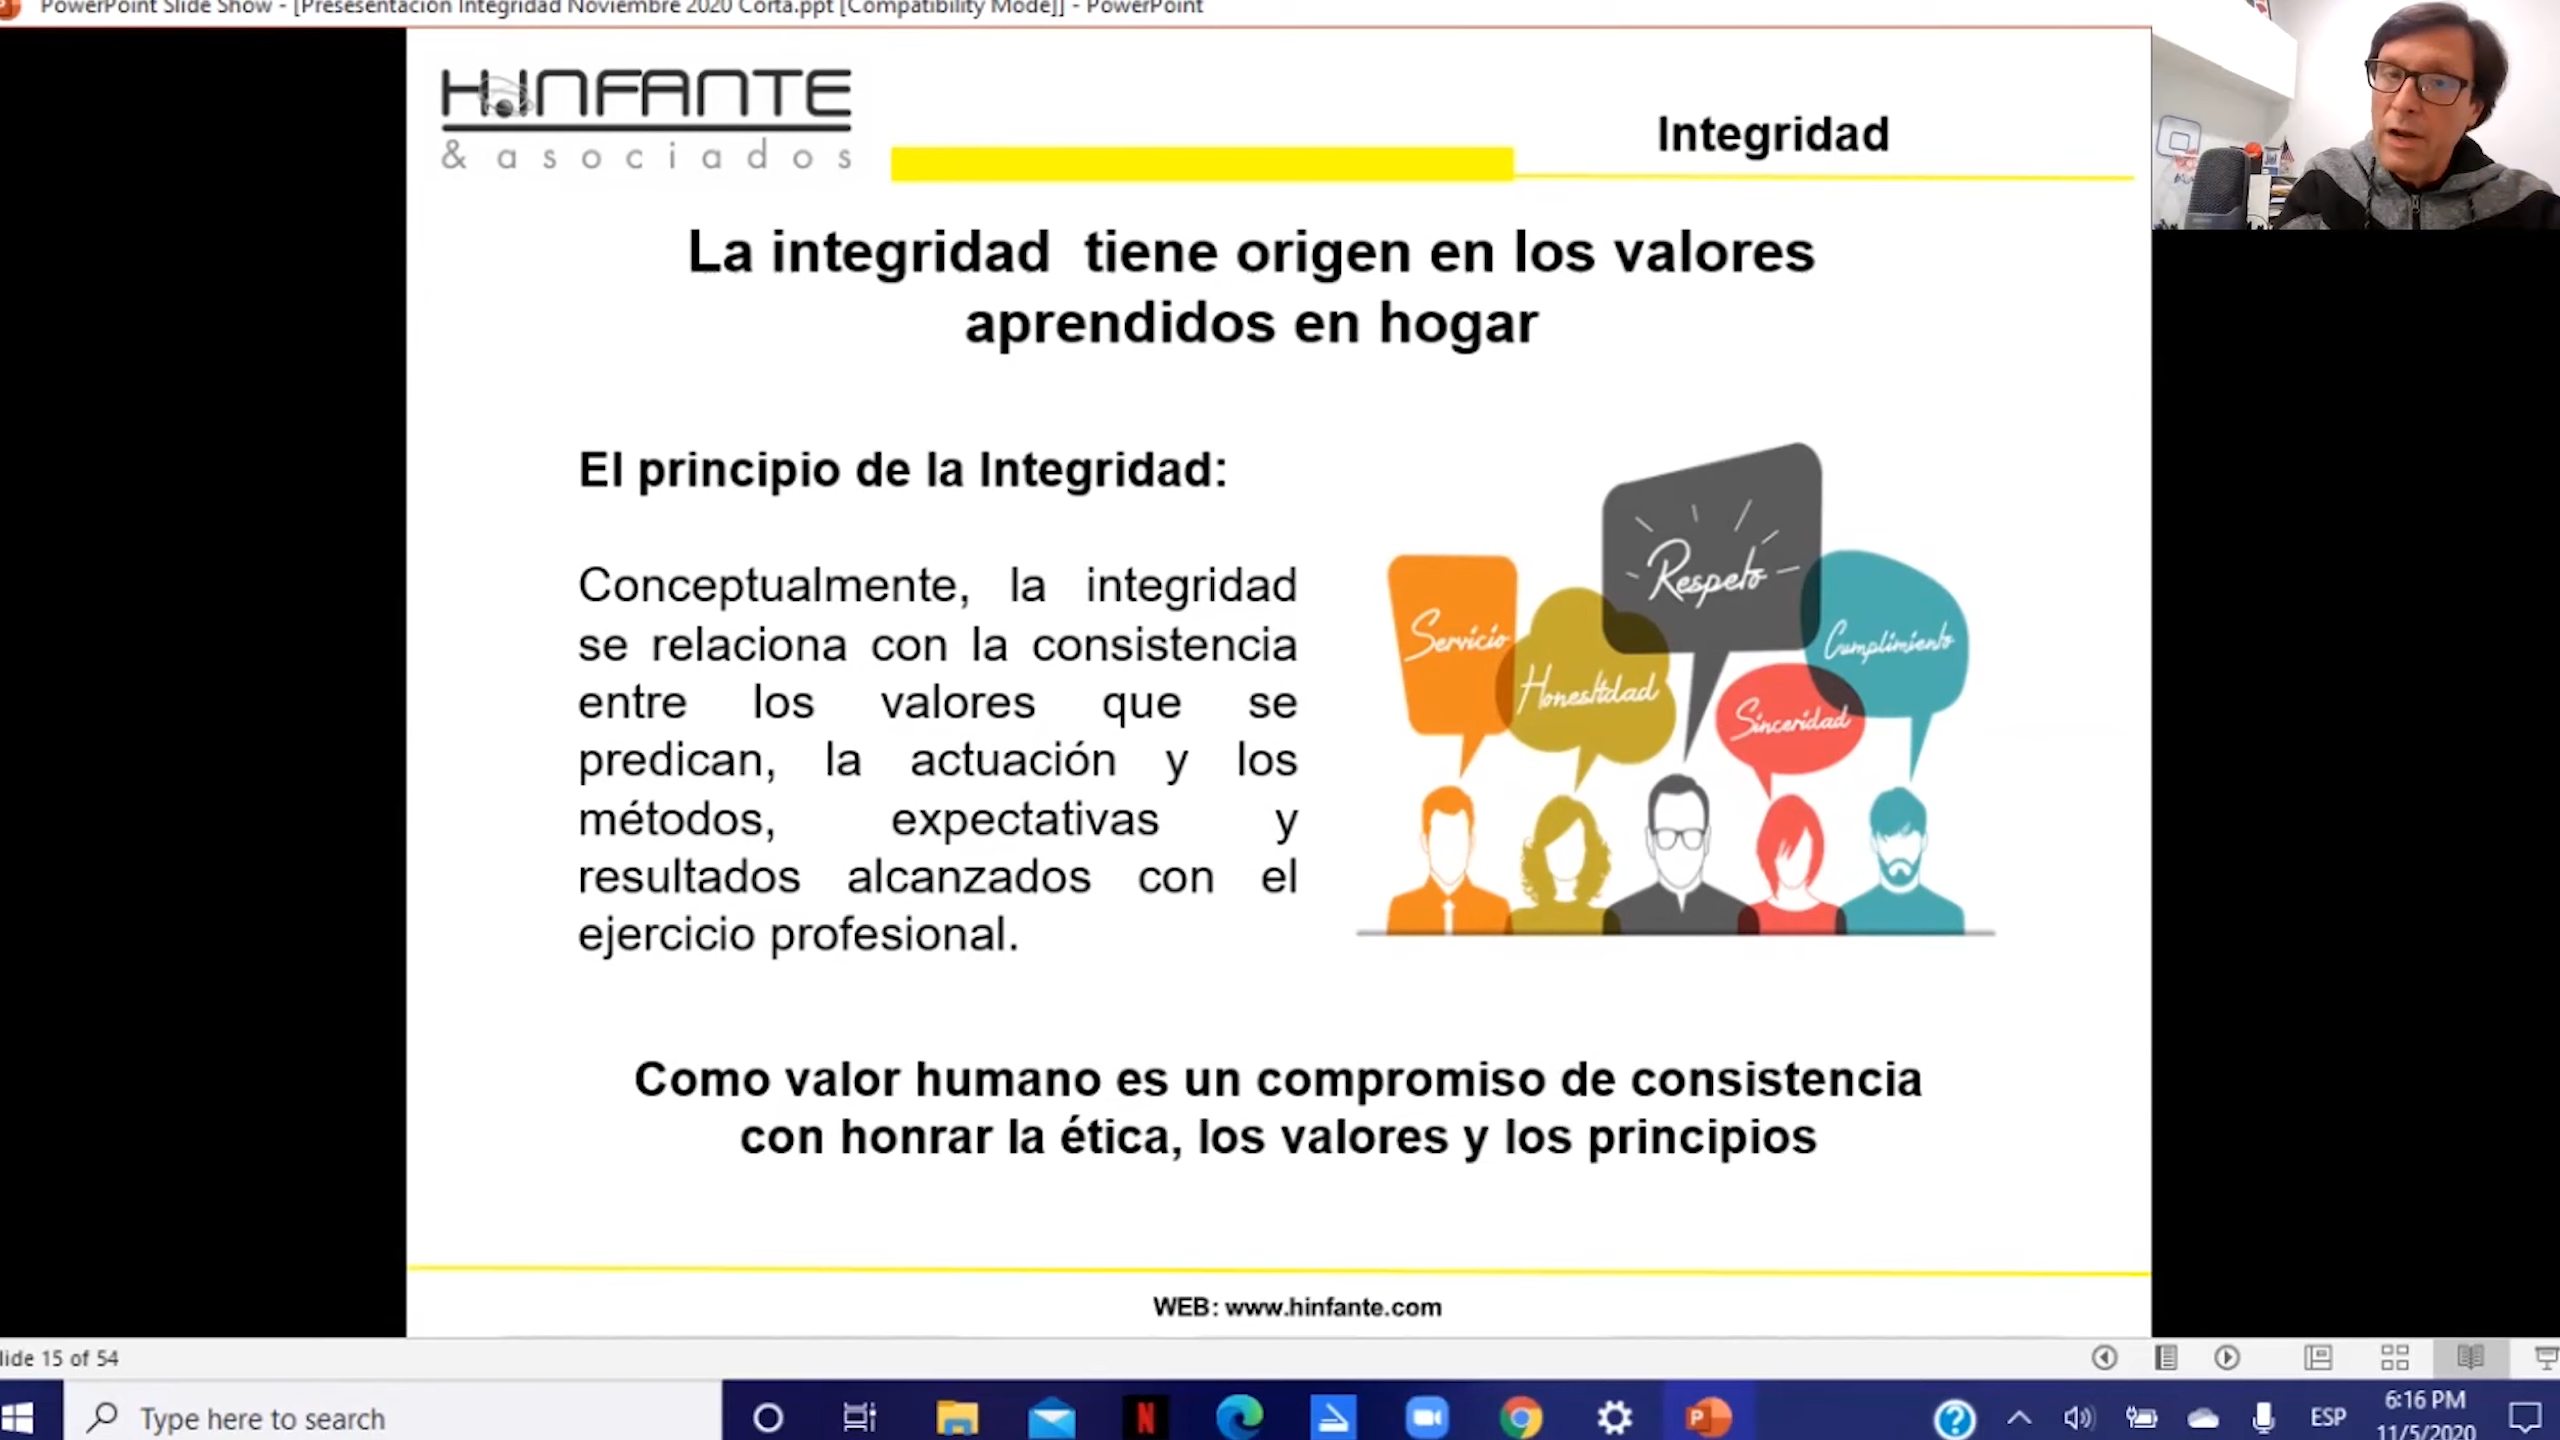 PowerPoint Slide Show - [Presesentación Integridad Noviembre 2020 Corta.ppt [Compatibility Mode]] - PowerPoint
H.INFANTE
& asociados
Integridad
La integridad tiene origen en los valores
aprendidos en hogar
El principio de la Integridad:
Conceptualmente, la integridad
se relaciona con la consistencia
entre los valores que se
predican, la actuación y los
métodos, expectativas y
resultados alcanzados con el
ejercicio profesional.
Respeto
Servicio
Cumplimiento
Honestidad
Sinceridad
Como valor humano es un compromiso de consistencia
con honrar la ética, los valores y los principios
WEB: www.hinfante.com
lide 15 of 54
Type here to search
ESP
6:16 PM
11/5/2020